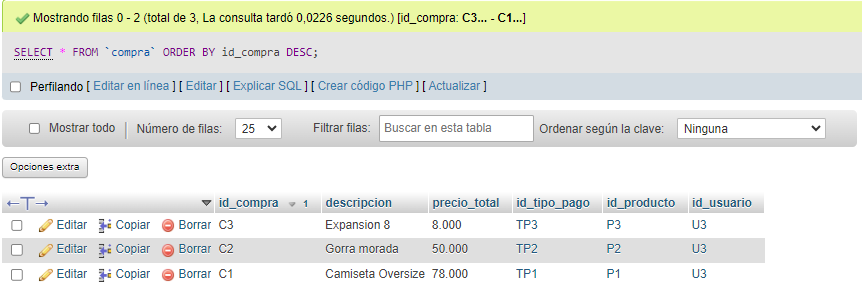 Mostrando filas 0 - 2 (total de 3, La consulta tardó 0,0226 segundos.) [id_compra: C3... - C1...]
SELECT * FROM `compra` ORDER BY id_compra DESC;
Perfilando [ Editar en línea ] [ Editar ] [ Explicar SQL ] [ Crear código PHP ] [ Actualizar ]
Mostrar todo Número de filas: 25 Filtrar filas: Buscar en esta tabla Ordenar según la clave: Ninguna
Opciones extra
←T→ id_compra 1 descripcion precio_total id_tipo_pago id_producto id_usuario
Editar Copiar Borrar C3 Expansion 8 8.000 TP3 P3 U3
Editar Copiar Borrar C2 Gorra morada 50.000 TP2 P2 U3
Editar Copiar Borrar C1 Camiseta Oversize 78.000 TP1 P1 U3